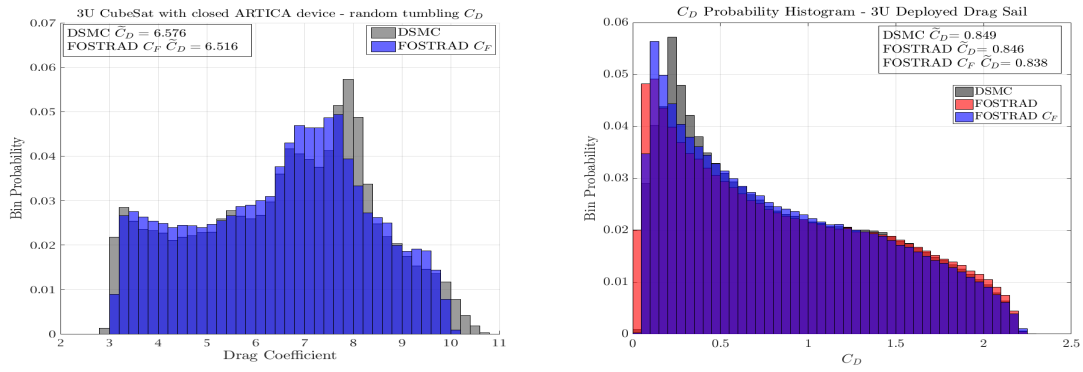 3U CubeSat with closed ARTICA device - random tumbling C_D
DSMC C̃_D = 6.576
FOSTRAD C_F C̃_D = 6.516
DSMC
FOSTRAD C_F
Bin Probability
0.07
0.06
0.05
0.04
0.03
0.02
0.01
0
2 3 4 5 6 7 8 9 10 11
Drag Coefficient
C_D Probability Histogram - 3U Deployed Drag Sail
DSMC C̃_D= 0.849
FOSTRAD C̃_D= 0.846
FOSTRAD C_F C̃_D= 0.838
DSMC
FOSTRAD
FOSTRAD C_F
Bin Probability
0.06
0.05
0.04
0.03
0.02
0.01
0
0 0.5 1 1.5 2 2.5
C_D